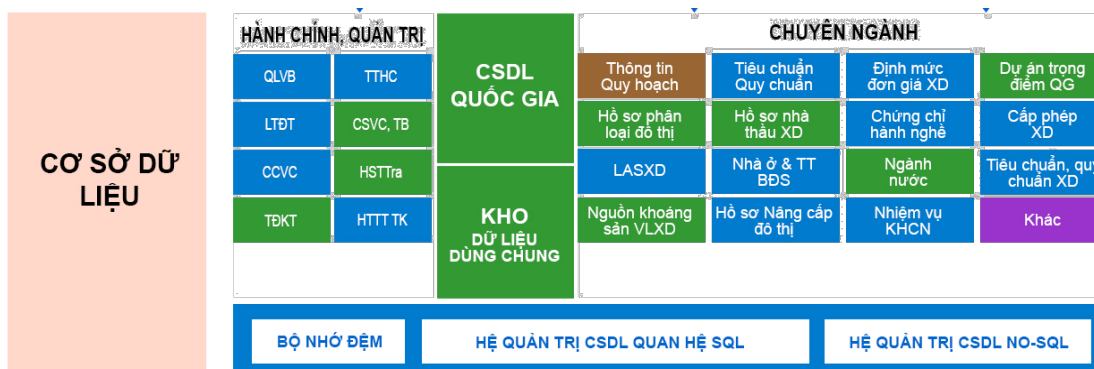 HÀNH CHÍNH, QUẢN TRỊ
CHUYÊN NGÀNH
CƠ SỞ DỮ
LIỆU
QLVB
TTHC
LTĐT
CSVC, TB
CCVC
HSTTra
TĐKT
HTTT TK
CSDL
QUỐC GIA
KHO
DỮ LIỆU
DÙNG CHUNG
Thông tin
Quy hoạch
Tiêu chuẩn
Quy chuẩn
Định mức
đơn giá XD
Dự án trọng
điểm QG
Hồ sơ phân
loại đô thị
Hồ sơ nhà
thầu XD
Chứng chỉ
hành nghề
Cấp phép
XD
LASXD
Nhà ở & TT
BĐS
Ngành
nước
Tiêu chuẩn, quy
chuẩn XD
Nguồn khoáng
sản VLXD
Hồ sơ Nâng cấp
đô thị
Nhiệm vụ
KHCN
Khác
BỘ NHỚ ĐỆM
HỆ QUẢN TRỊ CSDL QUAN HỆ SQL
HỆ QUẢN TRỊ CSDL NO-SQL